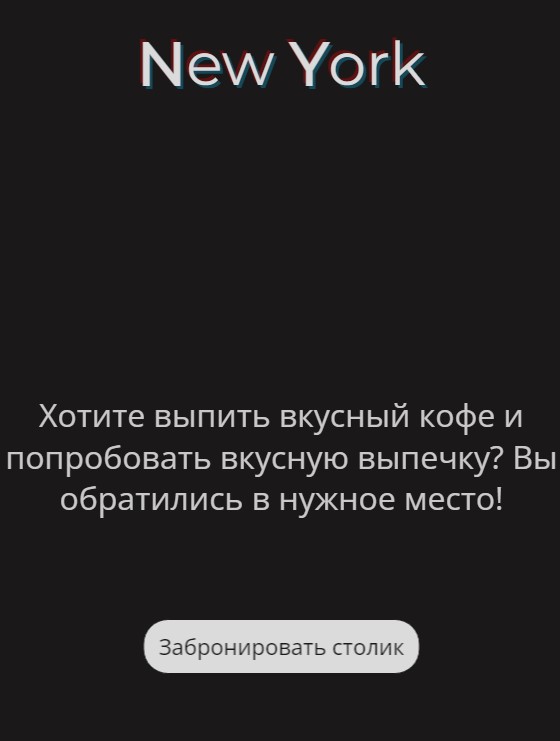 New York
Хотите выпить вкусный кофе и
попробовать вкусную выпечку? Вы
обратились в нужное место!
Забронировать столик